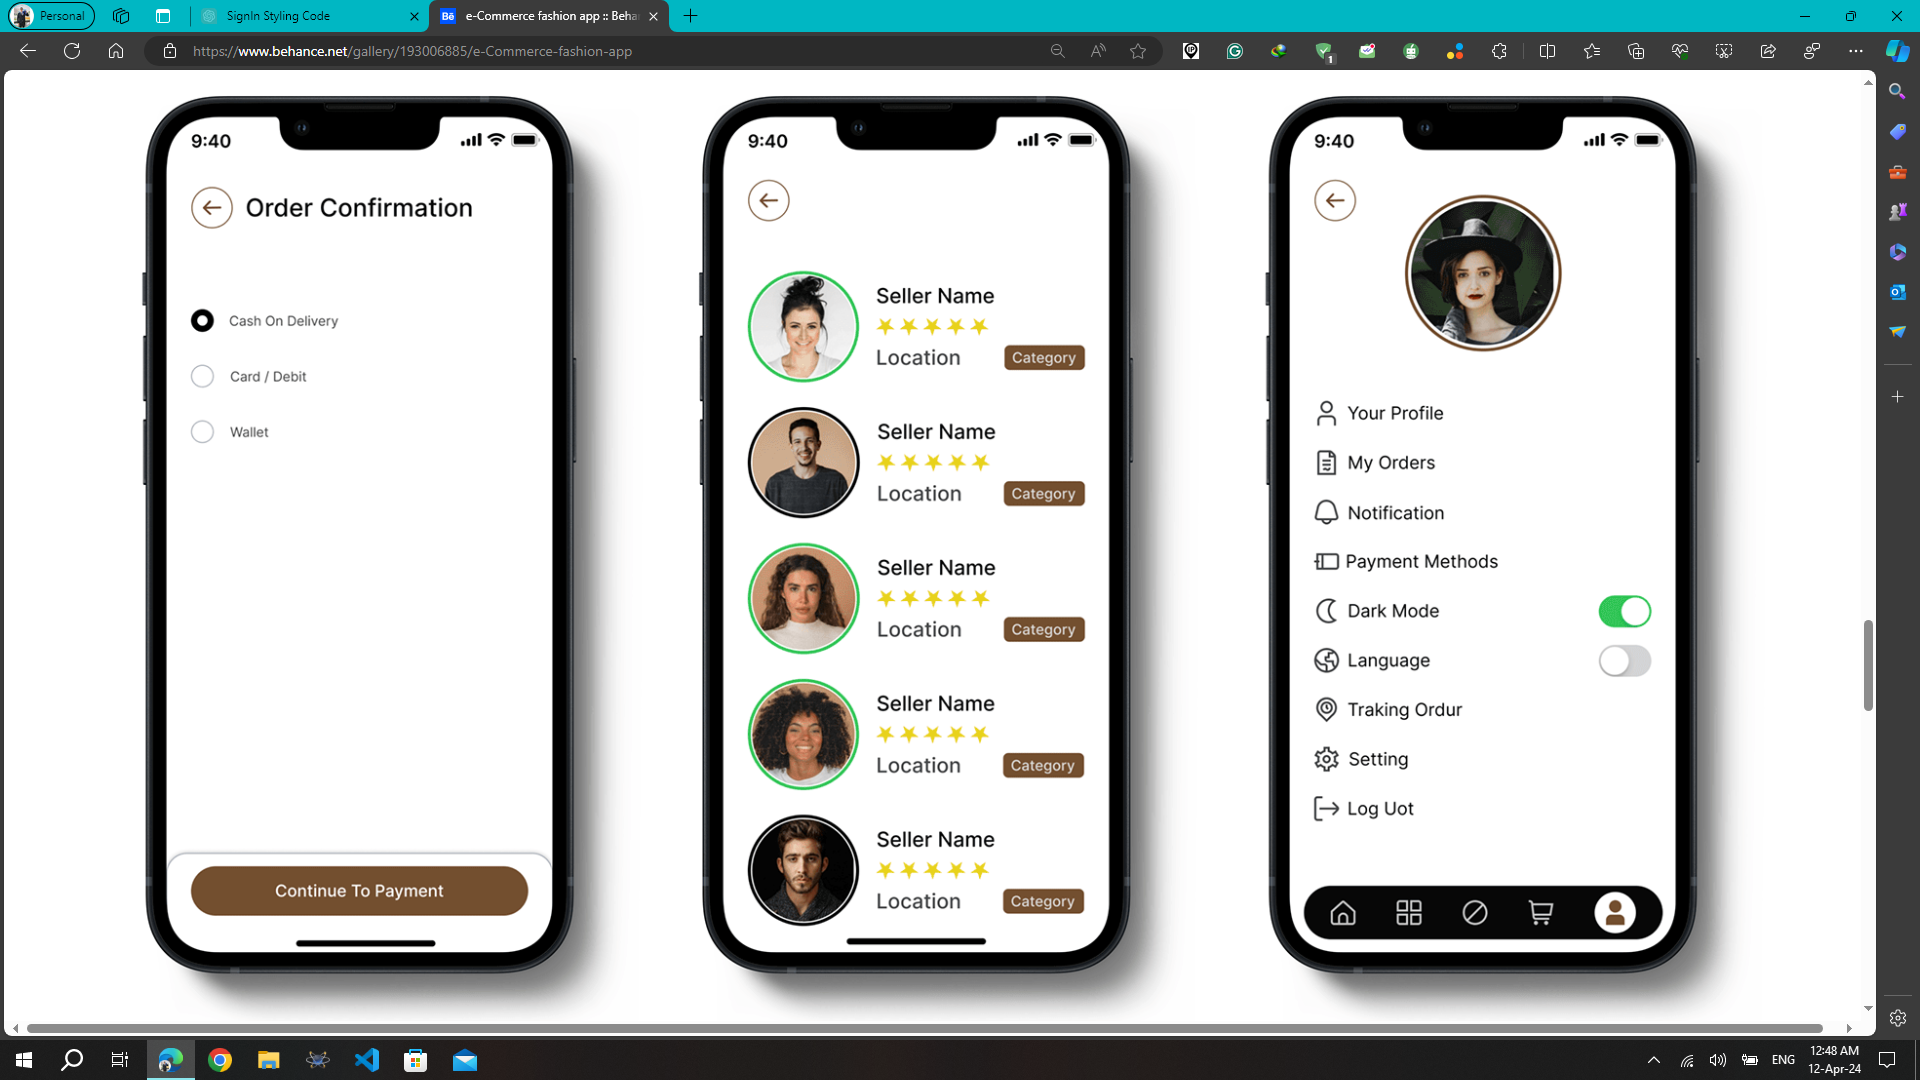 Personal
SignIn Styling Code
e-Commerce fashion app :: Beha
https://www.behance.net/gallery/193006885/e-Commerce-fashion-app
1
9:40
Order Confirmation
Cash On Delivery
Card / Debit
Wallet
Continue To Payment
9:40
Seller Name
Location
Category
Seller Name
Location
Category
Seller Name
Location
Category
Seller Name
Location
Category
Seller Name
Location
Category
9:40
Your Profile
My Orders
Notification
Payment Methods
Dark Mode
Language
Traking Ordur
Setting
Log Uot
ENG
12:48 AM
12-Apr-24